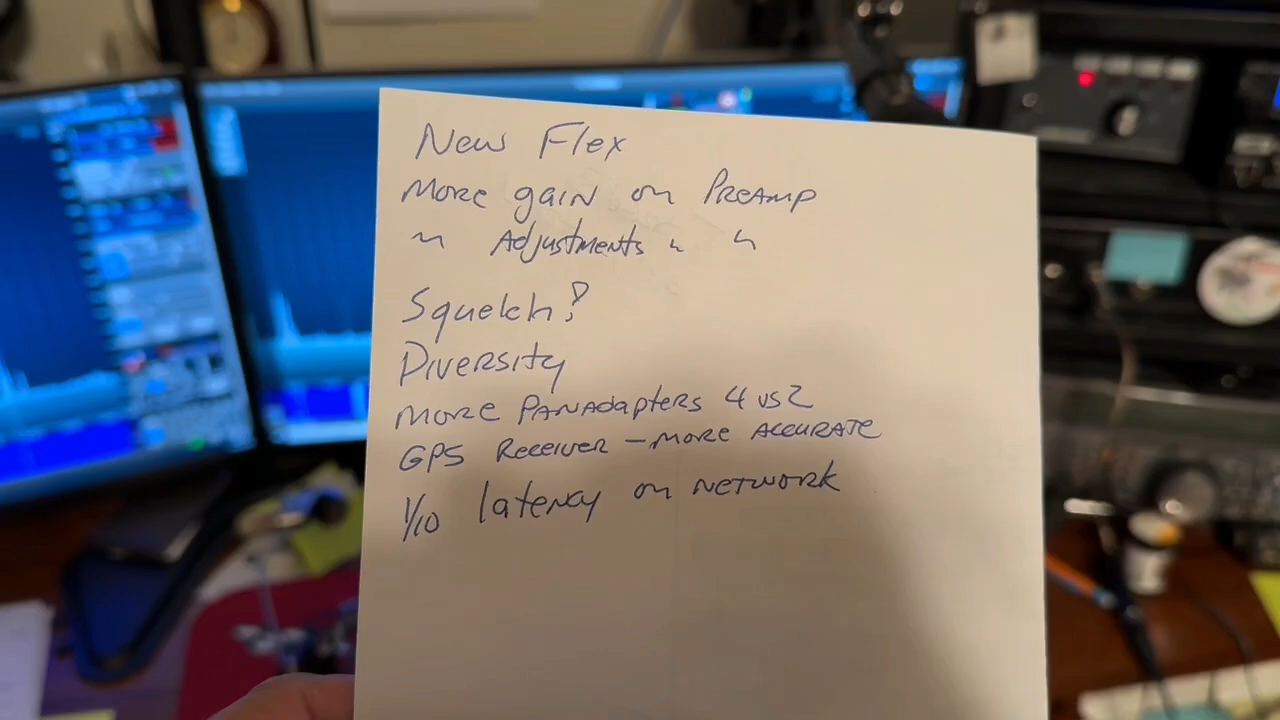 New Flex
More gain on Preamp
" Adjustments " "
Squelch?
Diversity
More Panadapters 4 vs 2
GPS Receiver - More Accurate
1/10 latency on network